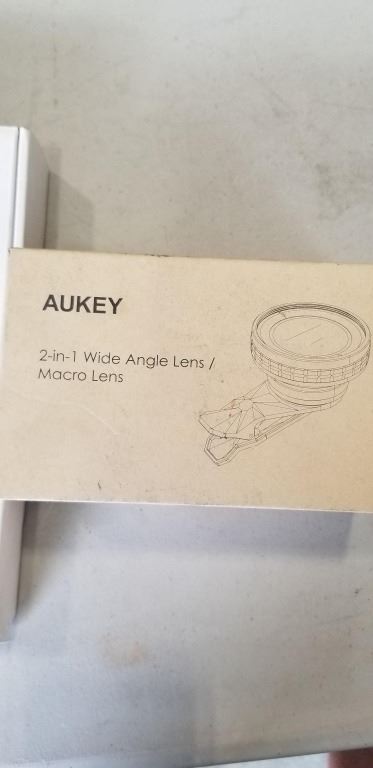 AUKEY
2-in-1 Wide Angle Lens /
Macro Lens